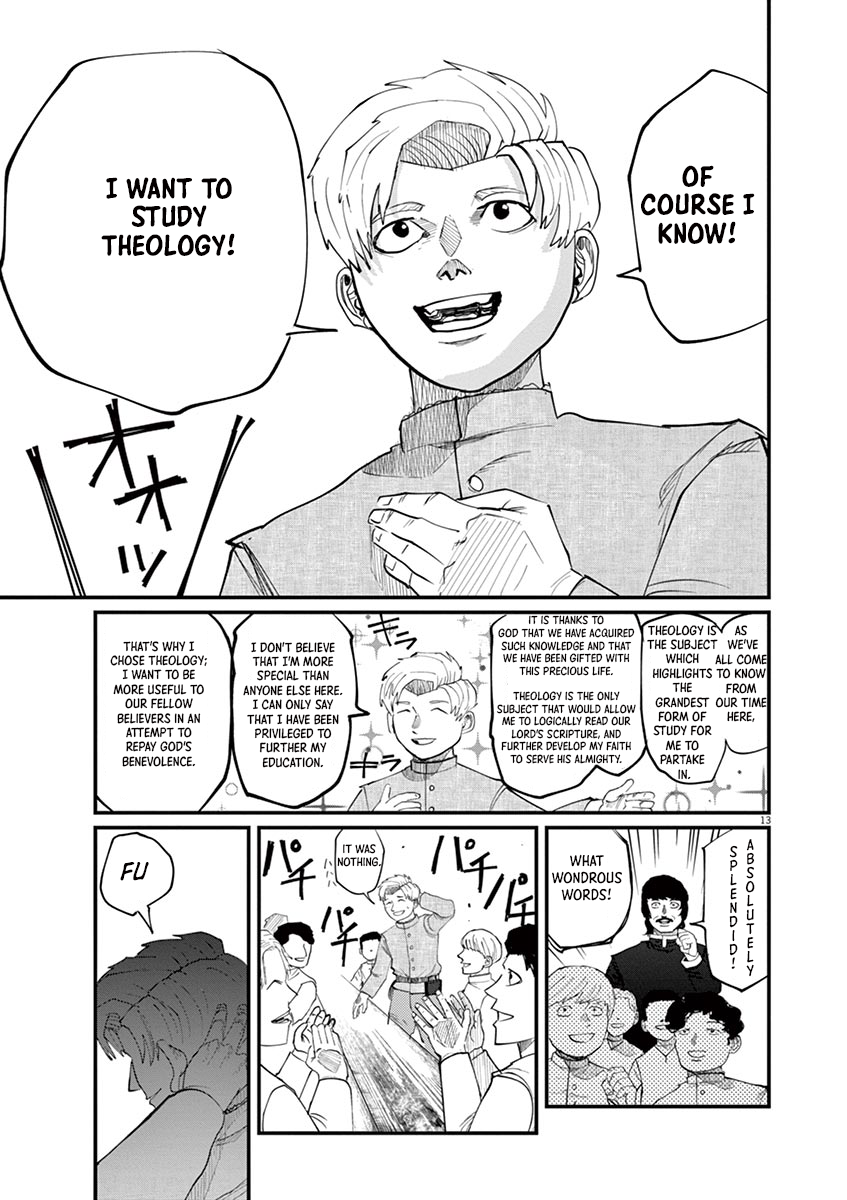 OF
COURSE I
KNOW!
I WANT TO
STUDY
THEOLOGY!
オオッ
AS
WE'VE
ALL COME
TO KNOW
FROM
OUR TIME
HERE,
THEOLOGY IS
THE SUBJECT
WHICH
HIGHLIGHTS
THE
GRANDEST
FORM OF
STUDY FOR
ME TO
PARTAKE
IN.
IT IS THANKS TO
GOD THAT WE HAVE ACQUIRED
SUCH KNOWLEDGE AND THAT
WE HAVE BEEN GIFTED WITH
THIS PRECIOUS LIFE.
THEOLOGY IS THE ONLY
SUBJECT THAT WOULD ALLOW
ME TO LOGICALLY READ OUR
LORD'S SCRIPTURE, AND
FURTHER DEVELOP MY FAITH
TO SERVE HIS ALMIGHTY.
キラ
キラ
I DON'T BELIEVE
THAT I'M MORE
SPECIAL THAN
ANYONE ELSE HERE.
I CAN ONLY SAY
THAT I HAVE BEEN
PRIVILEGED TO
FURTHER MY
EDUCATION.
THAT'S WHY I
CHOSE THEOLOGY;
I WANT TO BE
MORE USEFUL TO
OUR FELLOW
BELIEVERS IN AN
ATTEMPT TO
REPAY GOD'S
BENEVOLENCE.
13
ABSOLUTELY
SPLENDID!
WHAT
WONDROUS
WORDS!
パチ
パチ
パチ
パチ
IT WAS
NOTHING.
FU